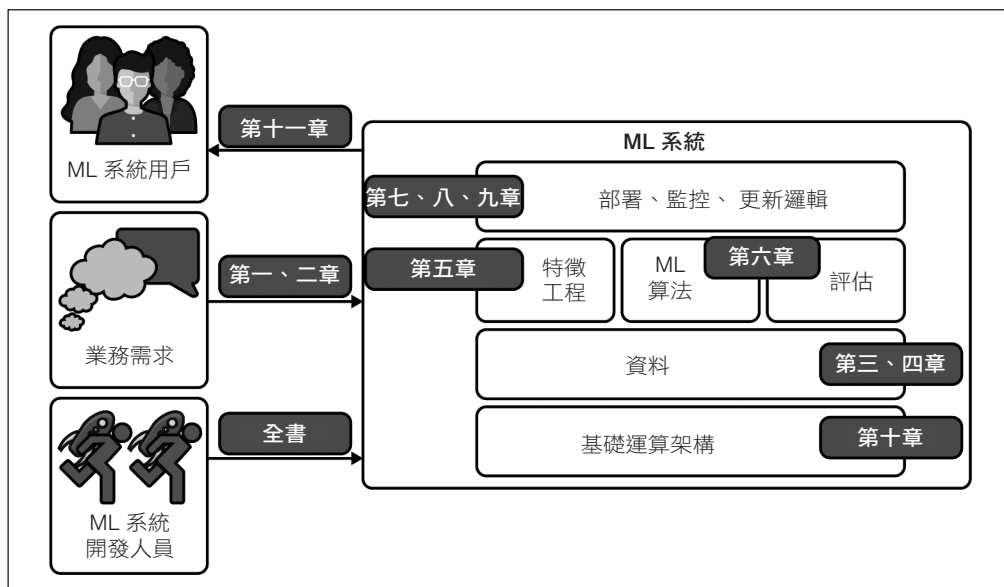 ML 系統用戶
第十一章
業務需求
第一、二章
ML 系統
開發人員
全書
ML 系統
第七、八、九章
部署、監控、 更新邏輯
第五章
特徵
工程
ML
算法
第六章
評估
資料
第三、四章
基礎運算架構
第十章